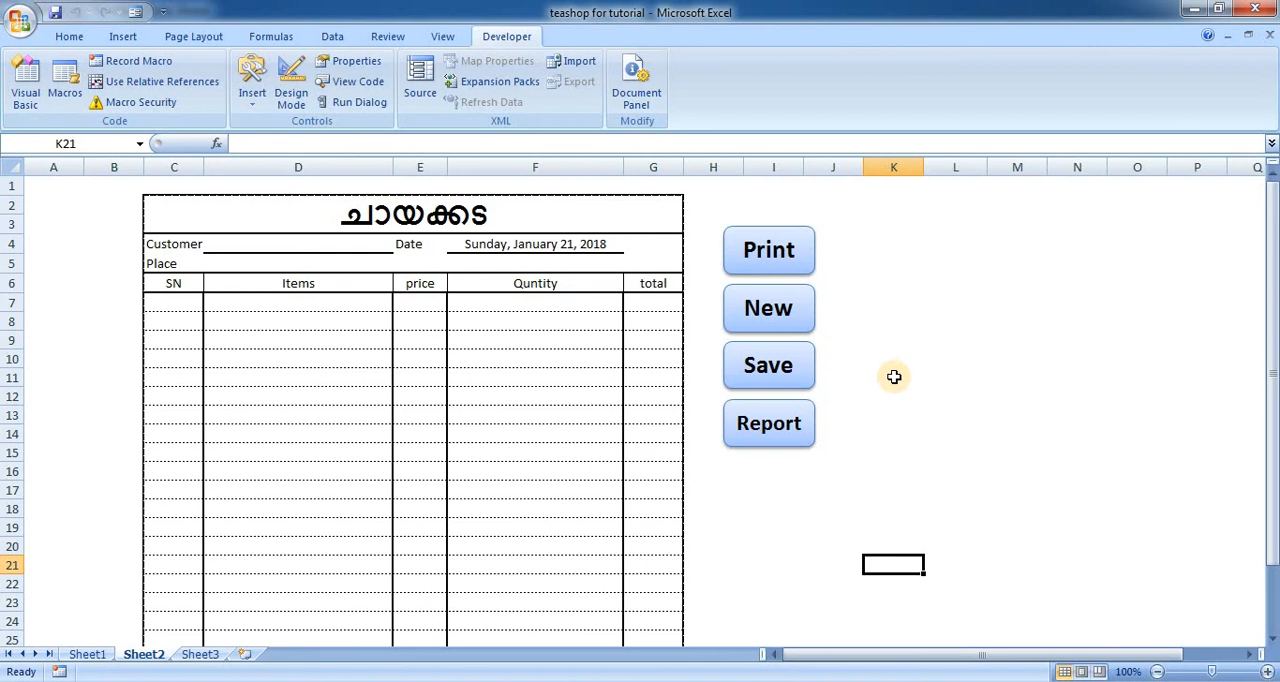 teashop for tutorial - Microsoft Excel
Home Insert Page Layout Formulas Data Review View Developer
Visual Basic
Macros
Record Macro
Use Relative References
Macro Security
Code
Insert
Design Mode
Properties
View Code
Run Dialog
Controls
Source
Map Properties
Expansion Packs
Refresh Data
Import
Export
XML
Document Panel
Modify
K21 fx
A B C D E F G H I J K L M N O P Q
1
2
3
4
5
6
7
8
9
10
11
12
13
14
15
16
17
18
19
20
21
22
23
24
25
ചായക്കട
Customer Date Sunday, January 21, 2018
Place
SN Items price Quntity total
Print
New
Save
Report
Sheet1 Sheet2 Sheet3
Ready 100%